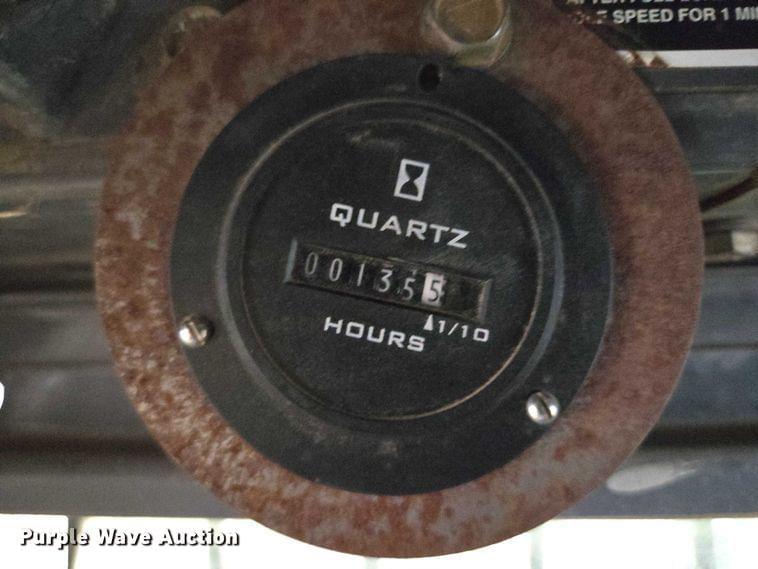 SPEED FOR 1 MI
QUARTZ
001355
1/10
HOURS
Purple Wave Auction